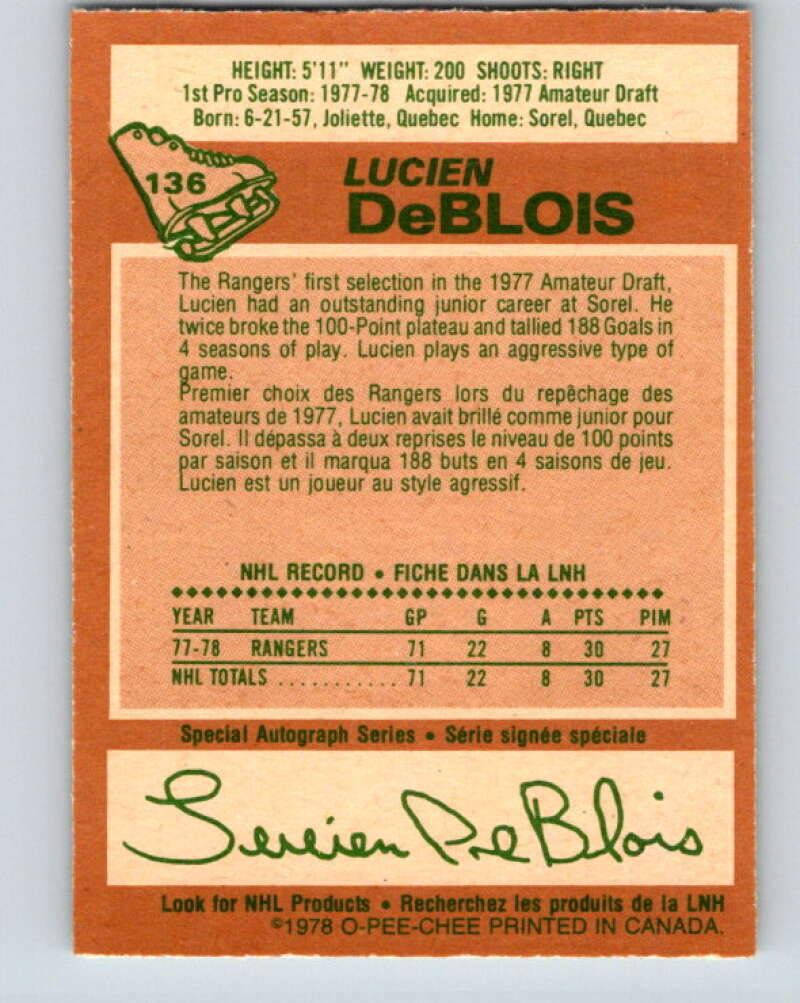 HEIGHT: 5'11" WEIGHT: 200 SHOOTS: RIGHT
1st Pro Season: 1977-78 Acquired: 1977 Amateur Draft
Born: 6-21-57, Joliette, Quebec Home: Sorel, Quebec
136
LUCIEN
DeBLOIS
The Rangers' first selection in the 1977 Amateur Draft,
Lucien had an outstanding junior career at Sorel. He
twice broke the 100-Point plateau and tallied 188 Goals in
4 seasons of play. Lucien plays an aggressive type of
game.
Premier choix des Rangers lors du repêchage des
amateurs de 1977, Lucien avait brillé comme junior pour
Sorel. Il dépassa à deux reprises le niveau de 100 points
par saison et il marqua 188 buts en 4 saisons de jeu.
Lucien est un joueur au style agressif.
NHL RECORD • FICHE DANS LA LNH
YEAR TEAM GP G A PTS PIM
77-78 RANGERS 71 22 8 30 27
NHL TOTALS ........... 71 22 8 30 27
Special Autograph Series • Série signée spéciale
Lucien DeBlois
Look for NHL Products • Recherchez les produits de la LNH
©1978 O-PEE-CHEE PRINTED IN CANADA.